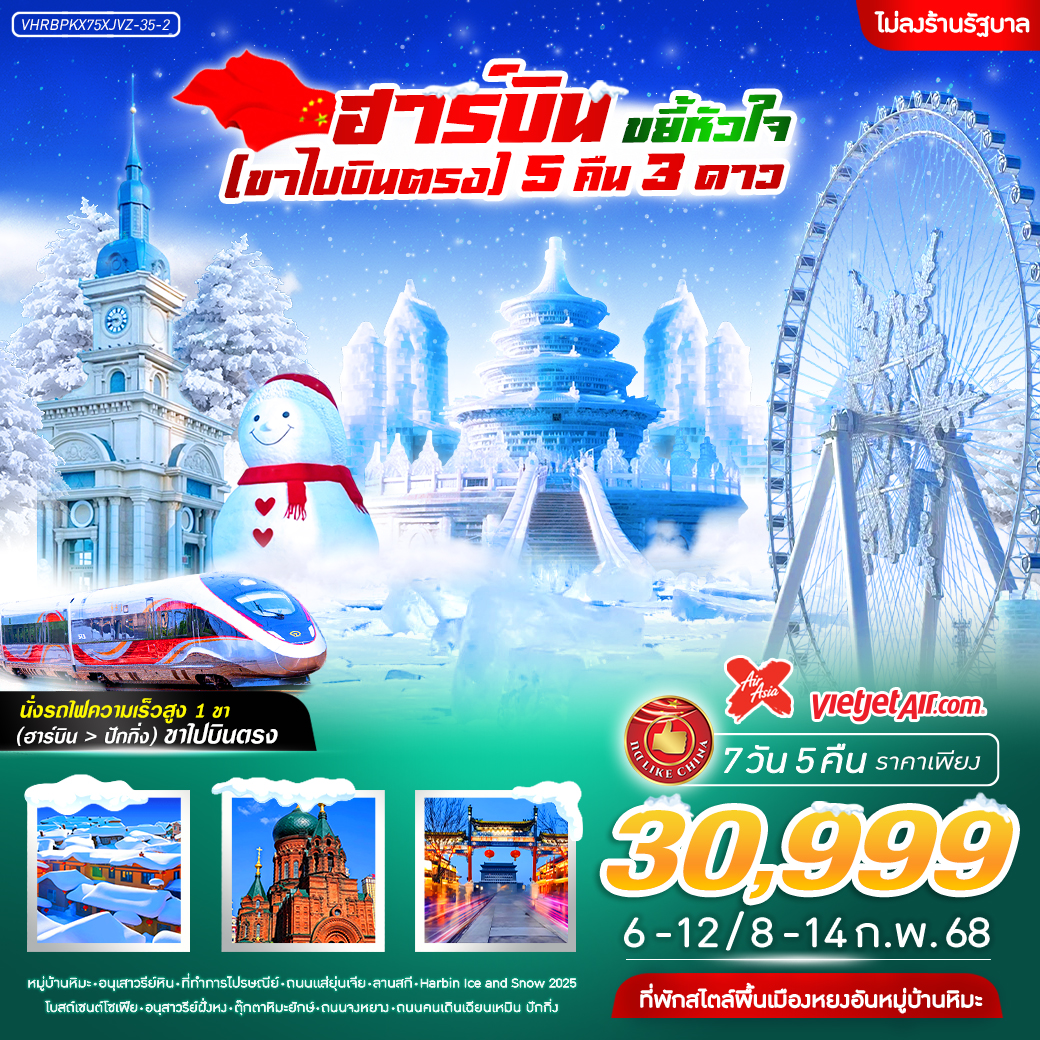 VHRBPKX75XJVZ-35-2
ไม่ลงร้านรัฐบาล
ฮาร์บิน ขยี้หัวใจ
(ขาไปบินตรง) 5 คืน 3 ดาว
นั่งรถไฟความเร็วสูง 1 ขา
(ฮาร์บิน > ปักกิ่ง) ขาไปบินตรง
Air Asia
vietjetAir.com
กด LIKE CHINA
7 วัน 5 คืน ราคาเพียง
30,999
6 - 12 / 8 - 14 ก.พ. 68
ที่พักสไตล์พื้นเมืองหยงอันหมู่บ้านหิมะ
หมู่บ้านหิมะ•อนุเสาวรีย์หิน•ที่ทำการไปรษณีย์•ถนนแส่ยุ่นเจีย•ลานสกี•Harbin Ice and Snow 2025
โบสถ์เซนต์โซเฟีย•อนุสาวรีย์ฝั่งหง•ตุ๊กตาหิมะยักษ์•ถนนจงหยาง•ถนนคนเดินเฉียนเหมิน ปักกิ่ง